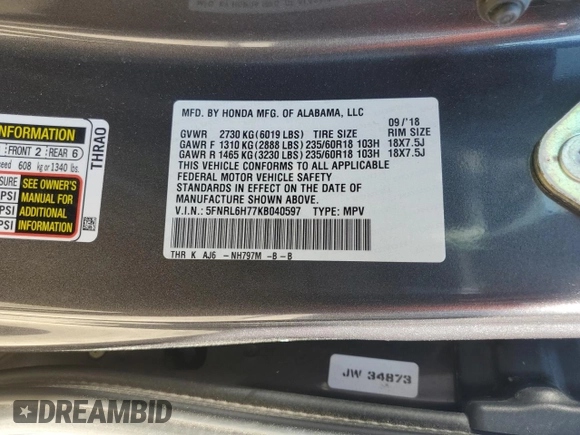 MFD. BY HONDA MFG. OF ALABAMA, LLC
GVWR 2730 KG (6019 LBS) TIRE SIZE 09/'18 RIM SIZE
GAWR F 1310 KG (2888 LBS) 235/60R18 103H 18X7.5J
GAWR R 1465 KG (3230 LBS) 235/60R18 103H 18X7.5J
THIS VEHICLE CONFORMS TO ALL APPLICABLE
FEDERAL MOTOR VEHICLE SAFETY
STANDARDS IN EFFECT ON THE DATE OF
MANUFACTURE SHOWN ABOVE.
V.I.N.: 5FNRL6H77KB040597 TYPE: MPV
THR K AJ6 -NH797M -B -B
INFORMATION
FRONT 2 REAR 6
608 kg or 1340 lbs.
SEE OWNER'S
PSI MANUAL FOR
PSI ADDITIONAL
PSI INFORMATION
THRAO
JW 34873
DREAMBID